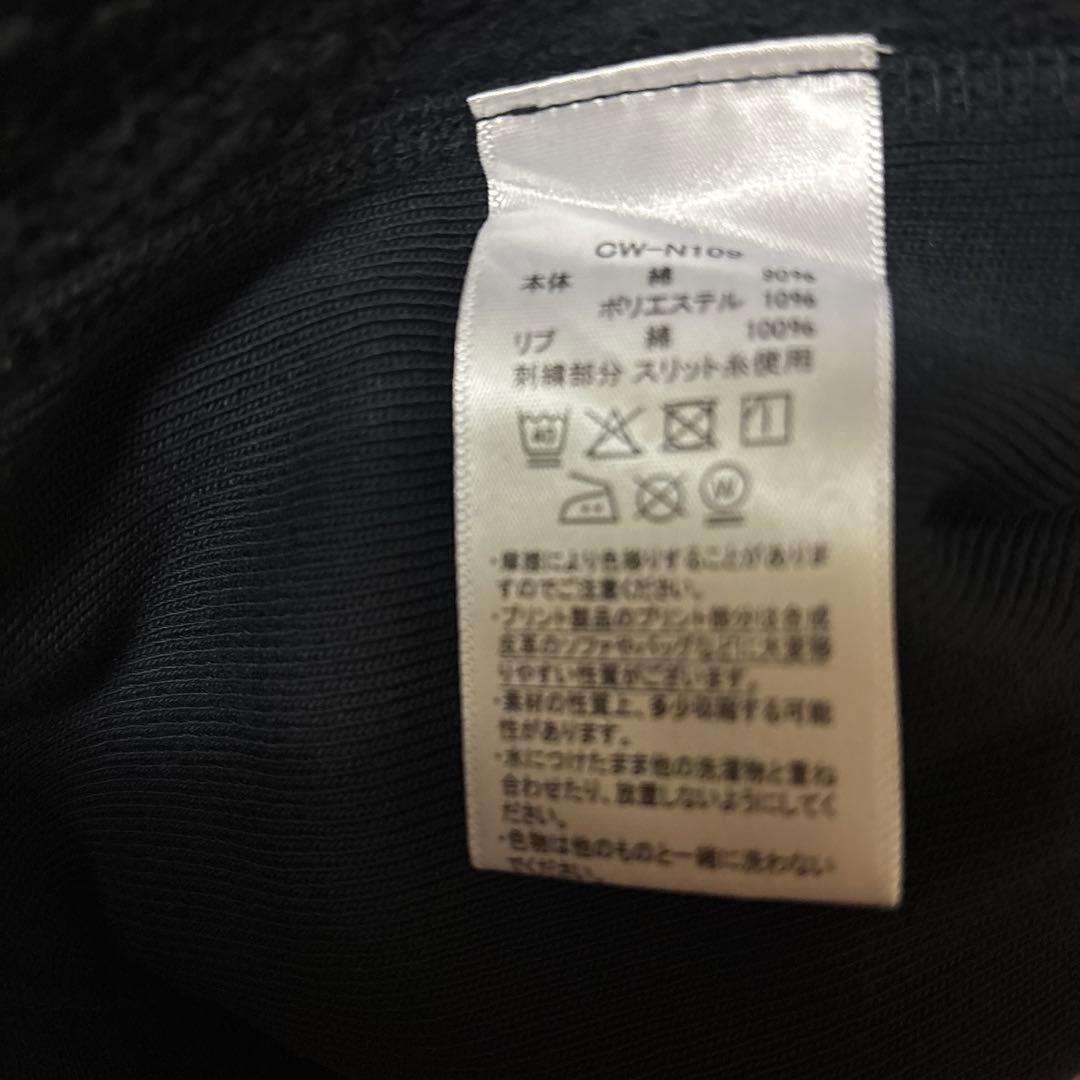 CW-N109
本体 綿 90%
ポリエステル 10%
リブ 綿 100%
刺繍部分 スリット糸使用
40
W
・摩擦により色移りすることがありま
すのでご注意ください。
・プリント製品のプリント部分は合成
皮革のソファやバッグなどに大変移
りやすい性質がございます。
・素材の性質上、多少収縮する可能
性があります。
・水につけたまま他の洗濯物と重ね
合わせたり、放置しないようにしてく
ださい。
・色物は他のものと一緒に洗わない
でください。